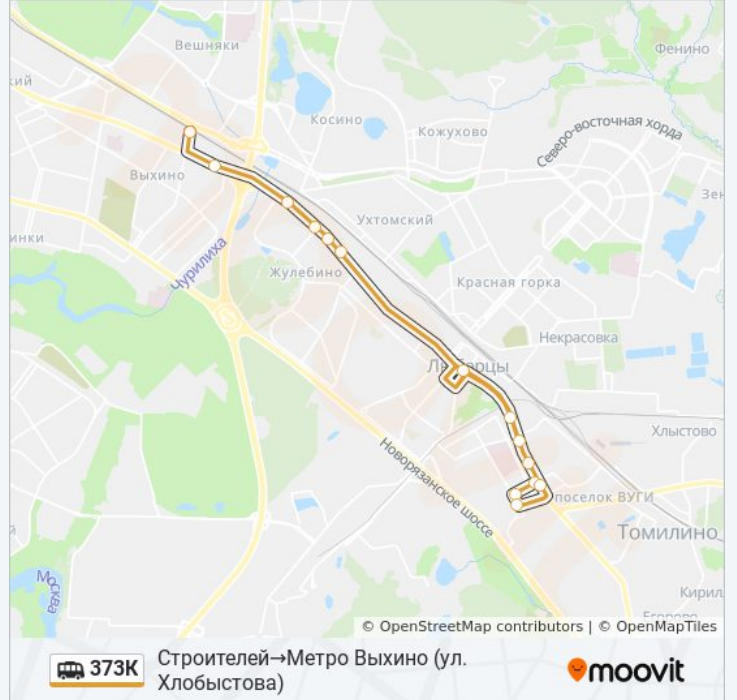 Вешняки
Фенино
кий
Косино
Кожухово
Северо-восточная хорда
Выхино
Зен
Ухтомский
инки
Чурилиха
Жулебино
Красная горка
Некрасовка
Люберцы
Хлыстово
Новорязанское шоссе
поселок ВУГИ
Томилино
й
Москва
Кирил
Егорово
© OpenStreetMap contributors | © OpenMapTiles
373К
Строителей→Метро Выхино (ул.
Хлобыстова)
moovit